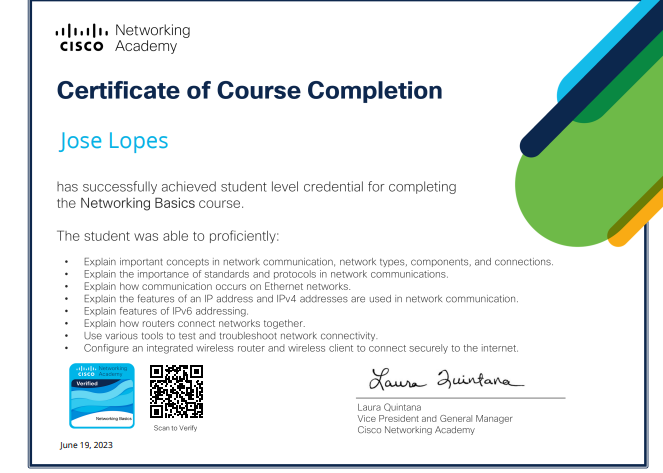 Networking
CISCO Academy
Certificate of Course Completion
Jose Lopes
has successfully achieved student level credential for completing
the Networking Basics course.
The student was able to proficiently:
• Explain important concepts in network communication, network types, components, and connections.
• Explain the importance of standards and protocols in network communications.
• Explain how communication occurs on Ethernet networks.
• Explain the features of an IP address and IPv4 addresses are used in network communication.
• Explain features of IPv6 addressing.
• Explain how routers connect networks together.
• Use various tools to test and troubleshoot network connectivity.
• Configure an integrated wireless router and wireless client to connect securely to the internet.
Networking
CISCO Academy
Verified
Networking Basics
Scan to Verify
June 19, 2023
Laura Quintana
Laura Quintana
Vice President and General Manager
Cisco Networking Academy